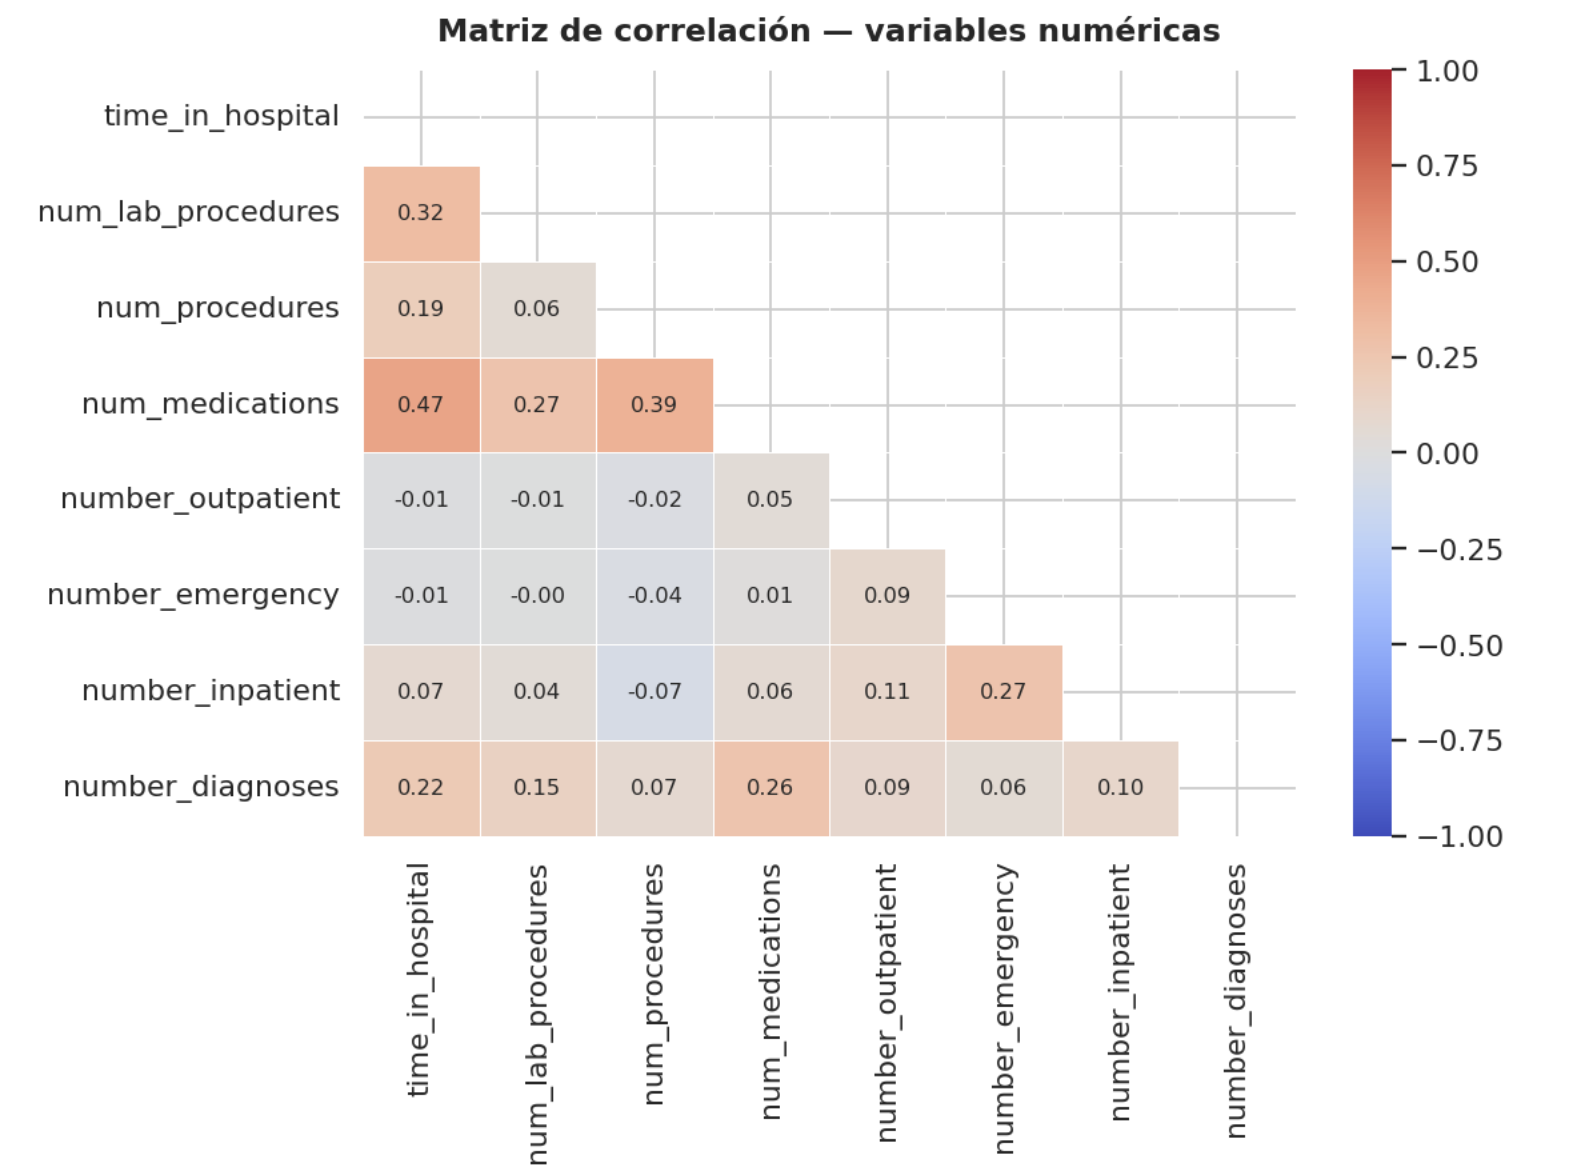 Matriz de correlación — variables numéricas
time_in_hospital
num_lab_procedures 0.32
num_procedures 0.19 0.06
num_medications 0.47 0.27 0.39
number_outpatient -0.01 -0.01 -0.02 0.05
number_emergency -0.01 -0.00 -0.04 0.01 0.09
number_inpatient 0.07 0.04 -0.07 0.06 0.11 0.27
number_diagnoses 0.22 0.15 0.07 0.26 0.09 0.06 0.10
time_in_hospital
num_lab_procedures
num_procedures
num_medications
number_outpatient
number_emergency
number_inpatient
number_diagnoses
1.00
0.75
0.50
0.25
0.00
−0.25
−0.50
−0.75
−1.00